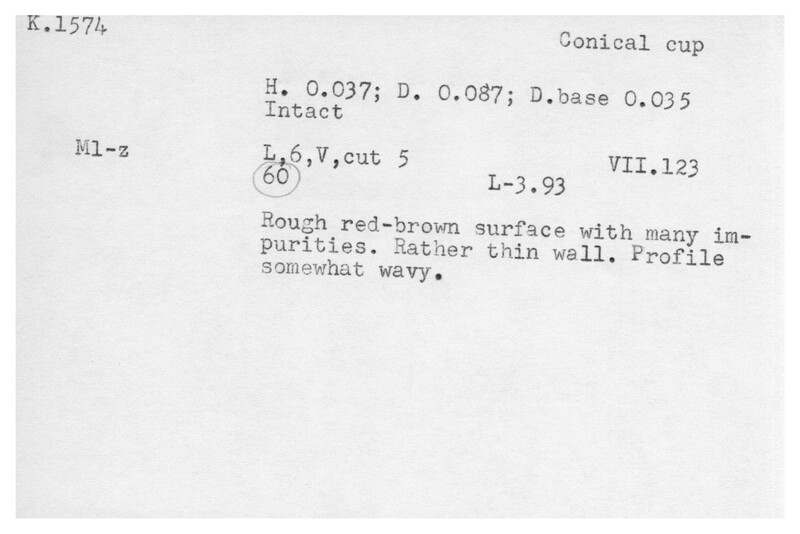 K.1574
Conical cup
H. 0.037; D. 0.087; D.base 0.035
Intact
M1-z
L,6,V,cut 5
VII.123
60
L-3.93
Rough red-brown surface with many im-
purities. Rather thin wall. Profile
somewhat wavy.